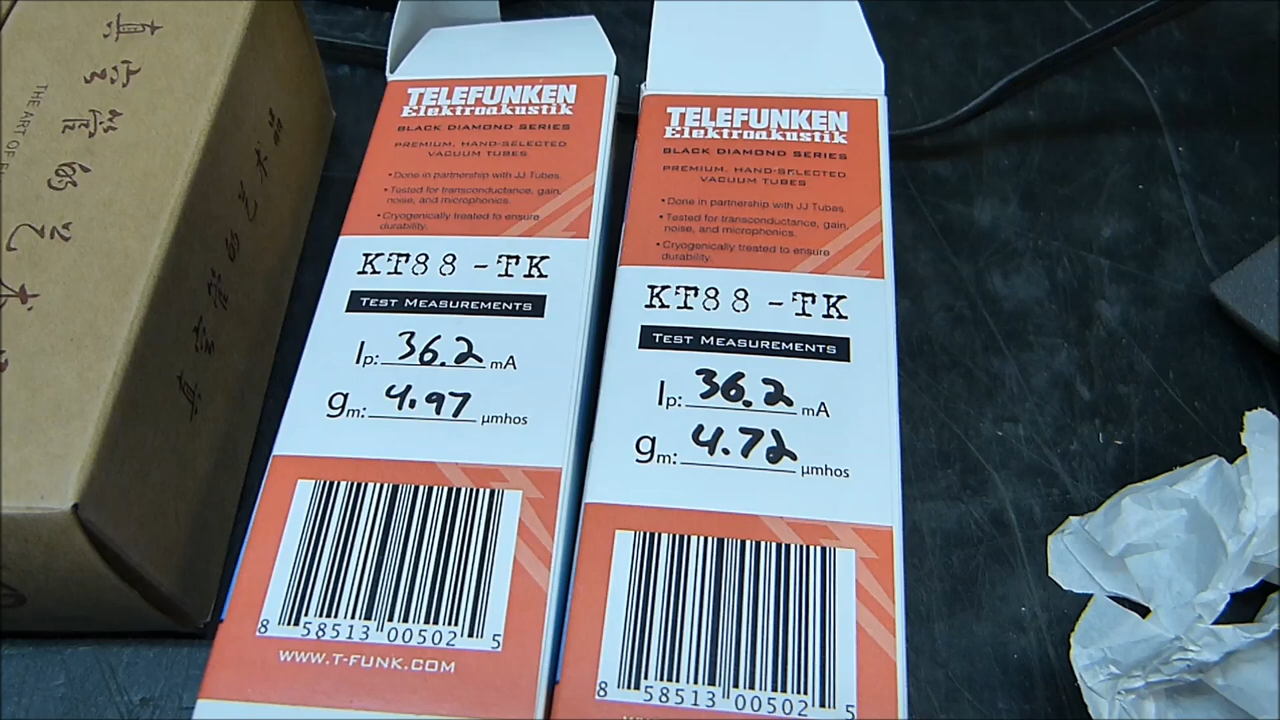 THE ART OF
TELEFUNKEN
Elektroakustik
BLACK DIAMOND SERIES
PREMIUM, HAND-SELECTED
VACUUM TUBES
• Done in partnership with JJ Tubes.
• Tested for transconductance, gain,
noise, and microphonics.
• Cryogenically treated to ensure
durability.
KT88-TK
TEST MEASUREMENTS
Ip: 36.2 mA
gm: 4.97 µmhos
8 58513 00502 5
WWW.T-FUNK.COM
TELEFUNKEN
Elektroakustik
BLACK DIAMOND SERIES
PREMIUM, HAND-SELECTED
VACUUM TUBES
• Done in partnership with JJ Tubes.
• Tested for transconductance, gain,
noise, and microphonics.
• Cryogenically treated to ensure
durability.
KT88-TK
TEST MEASUREMENTS
Ip: 36.2 mA
gm: 4.72 µmhos
8 58513 00502 5